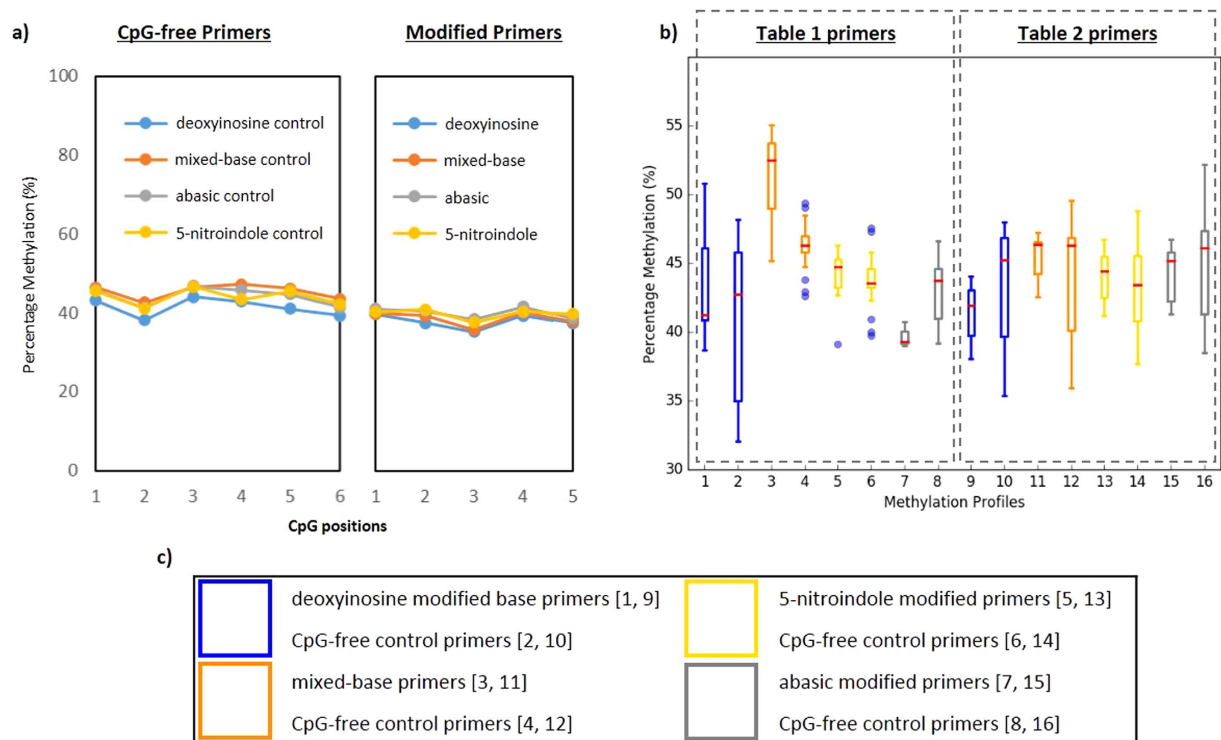 a)
CpG-free Primers
Modified Primers
Percentage Methylation (%)
100
80
60
40
20
0
deoxyinosine control
mixed-base control
abasic control
5-nitroindole control
deoxyinosine
mixed-base
abasic
5-nitroindole
1 2 3 4 5 6
1 2 3 4 5
CpG positions
b)
Table 1 primers
Table 2 primers
Percentage Methylation (%)
55
50
45
40
35
30
1 2 3 4 5 6 7 8 9 10 11 12 13 14 15 16
Methylation Profiles
c)
deoxyinosine modified base primers [1, 9]
CpG-free control primers [2, 10]
mixed-base primers [3, 11]
CpG-free control primers [4, 12]
5-nitroindole modified primers [5, 13]
CpG-free control primers [6, 14]
abasic modified primers [7, 15]
CpG-free control primers [8, 16]